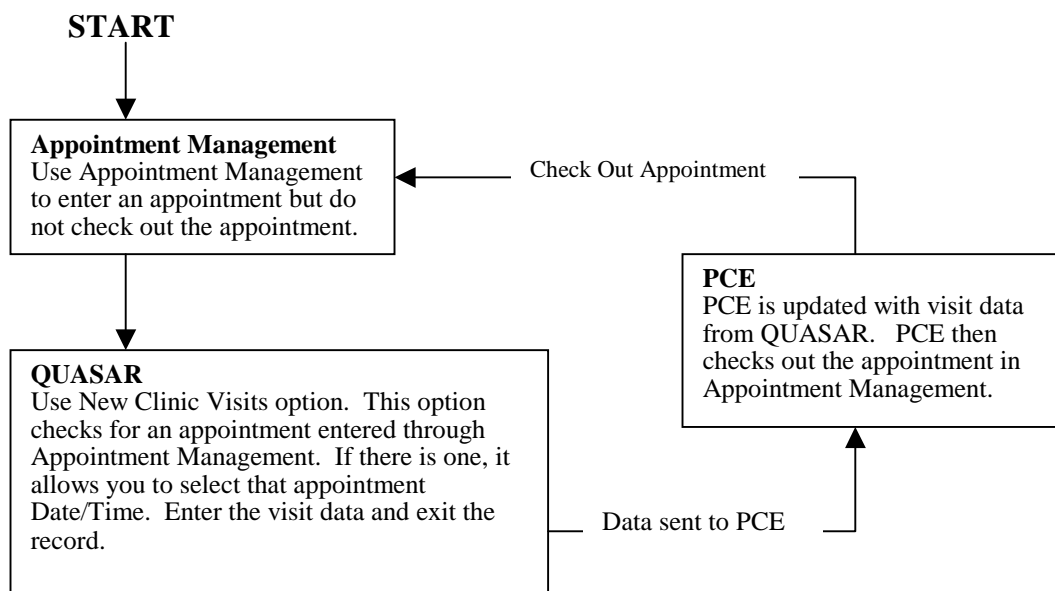 START
Appointment Management
Use Appointment Management
to enter an appointment but do
not check out the appointment.
Check Out Appointment
PCE
PCE is updated with visit data
from QUASAR.   PCE then
checks out the appointment in
Appointment Management.
QUASAR
Use New Clinic Visits option.  This option
checks for an appointment entered through
Appointment Management.  If there is one, it
allows you to select that appointment
Date/Time.  Enter the visit data and exit the
record.
Data sent to PCE